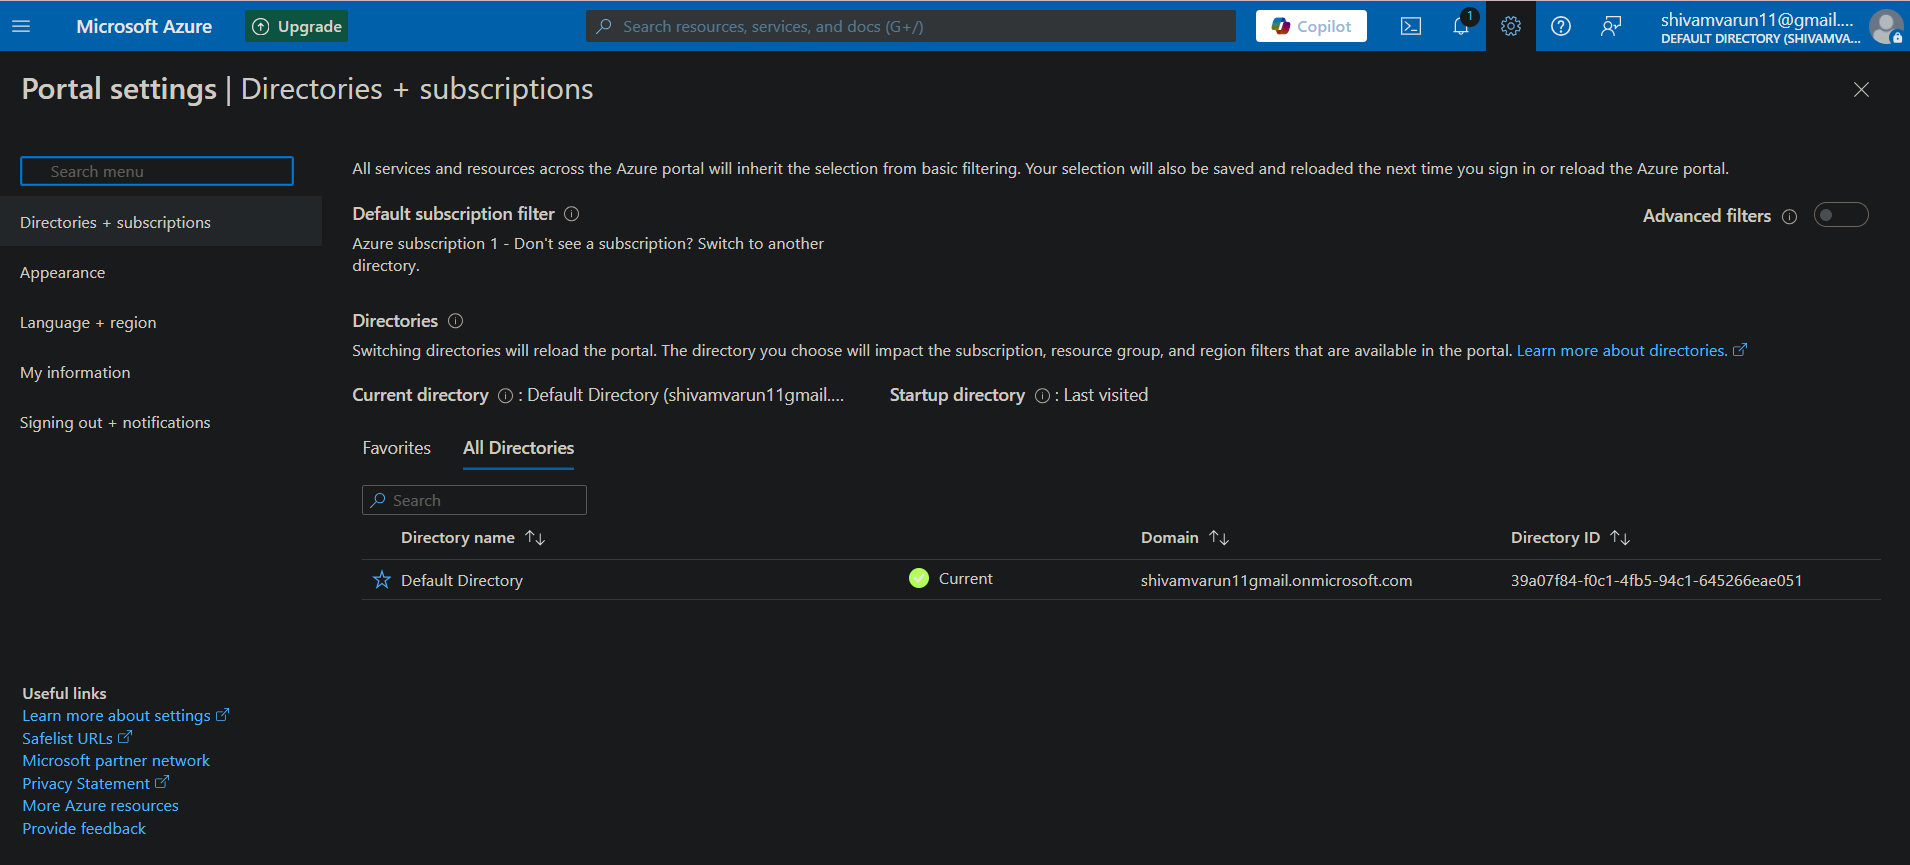 Microsoft Azure
Upgrade
Search resources, services, and docs (G+/)
Copilot
1
shivamvarun11@gmail....
DEFAULT DIRECTORY (SHIVAMVA...
Portal settings | Directories + subscriptions
Search menu
Directories + subscriptions
Appearance
Language + region
My information
Signing out + notifications
All services and resources across the Azure portal will inherit the selection from basic filtering. Your selection will also be saved and reloaded the next time you sign in or reload the Azure portal.
Default subscription filter
Advanced filters
Azure subscription 1 - Don't see a subscription? Switch to another
directory.
Directories
Switching directories will reload the portal. The directory you choose will impact the subscription, resource group, and region filters that are available in the portal. Learn more about directories.
Current directory : Default Directory (shivamvarun11gmail.... Startup directory : Last visited
Favorites All Directories
Search
Directory name Domain Directory ID
Default Directory Current shivamvarun11gmail.onmicrosoft.com 39a07f84-f0c1-4fb5-94c1-645266eae051
Useful links
Learn more about settings
Safelist URLs
Microsoft partner network
Privacy Statement
More Azure resources
Provide feedback